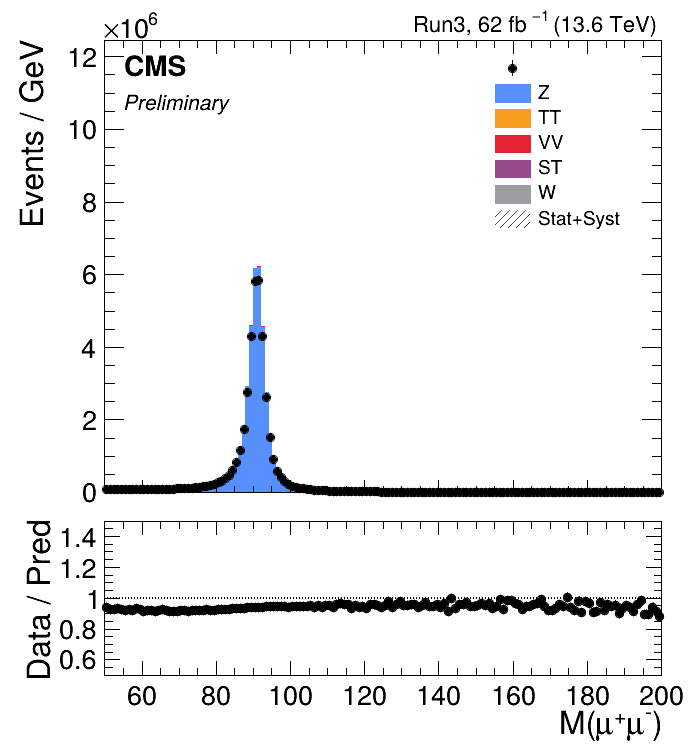 ×10⁶
Run3, 62 fb⁻¹ (13.6 TeV)
Events / GeV
12
10
8
6
4
2
0
CMS
Preliminary
Z
TT
VV
ST
W
Stat+Syst
Data / Pred
1.4
1.2
1
0.8
0.6
60 80 100 120 140 160 180 200
M(μ⁺μ⁻)